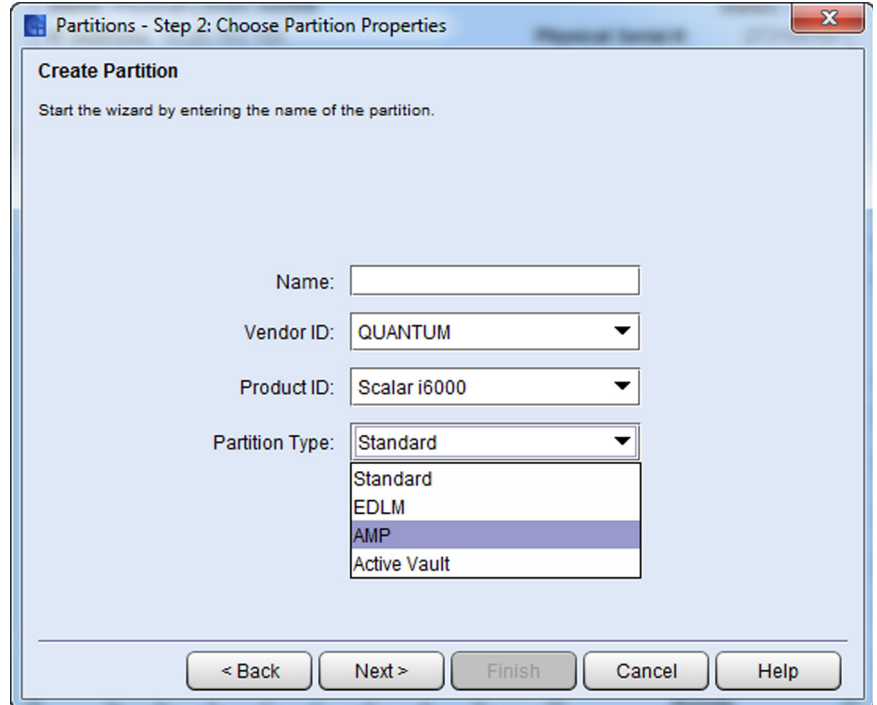 Partitions - Step 2: Choose Partition Properties
Create Partition
Start the wizard by entering the name of the partition.
Name:
Vendor ID: QUANTUM
Product ID: Scalar i6000
Partition Type: Standard
Standard
EDLM
AMP
Active Vault
< Back Next > Finish Cancel Help